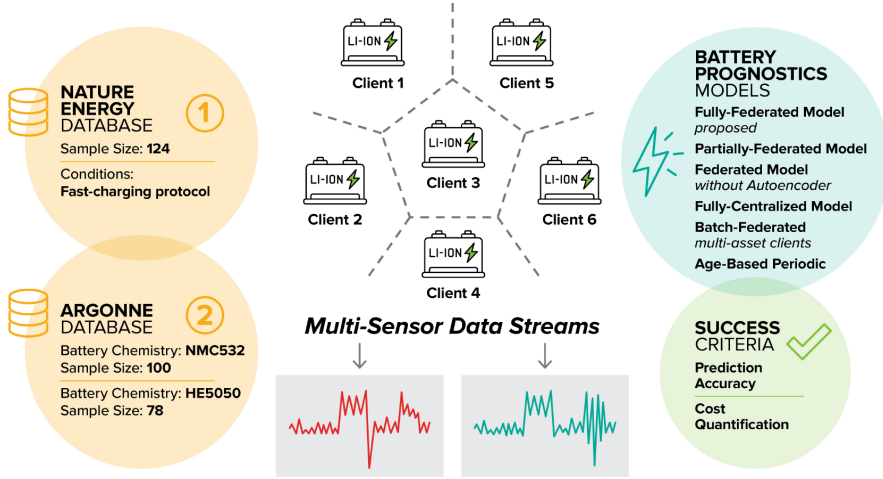 NATURE
ENERGY
DATABASE
1
Sample Size: 124
Conditions:
Fast-charging protocol
ARGONNE
DATABASE
2
Battery Chemistry: NMC532
Sample Size: 100
Battery Chemistry: HE5050
Sample Size: 78
LI-ION
Client 1
LI-ION
Client 5
LI-ION
Client 2
LI-ION
Client 3
LI-ION
Client 6
LI-ION
Client 4
Multi-Sensor Data Streams
BATTERY
PROGNOSTICS
MODELS
Fully-Federated Model
proposed
Partially-Federated Model
Federated Model
without Autoencoder
Fully-Centralized Model
Batch-Federated
multi-asset clients
Age-Based Periodic
SUCCESS
CRITERIA
Prediction
Accuracy
Cost
Quantification